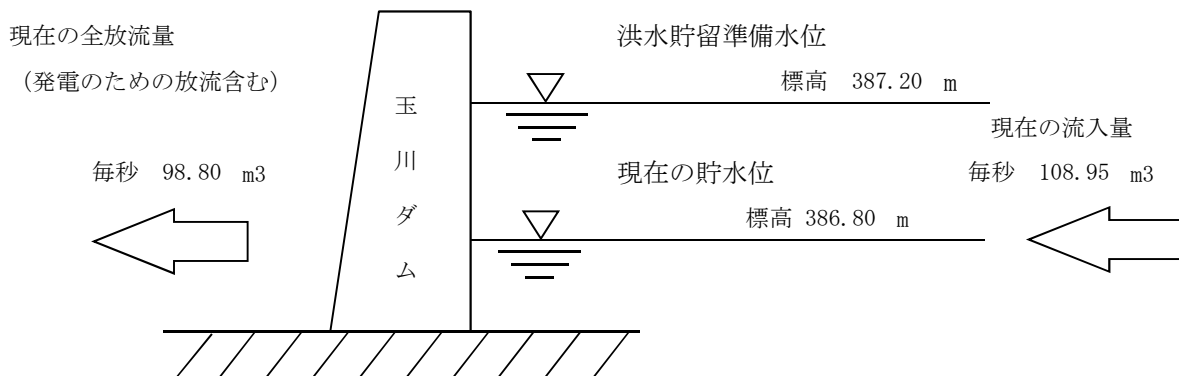 現在の全放流量
（発電のための放流含む）
毎秒　98.80　m3
玉川ダム
洪水貯留準備水位
標高　387.20　m
現在の貯水位
標高 386.80　m
現在の流入量
毎秒　108.95　m3